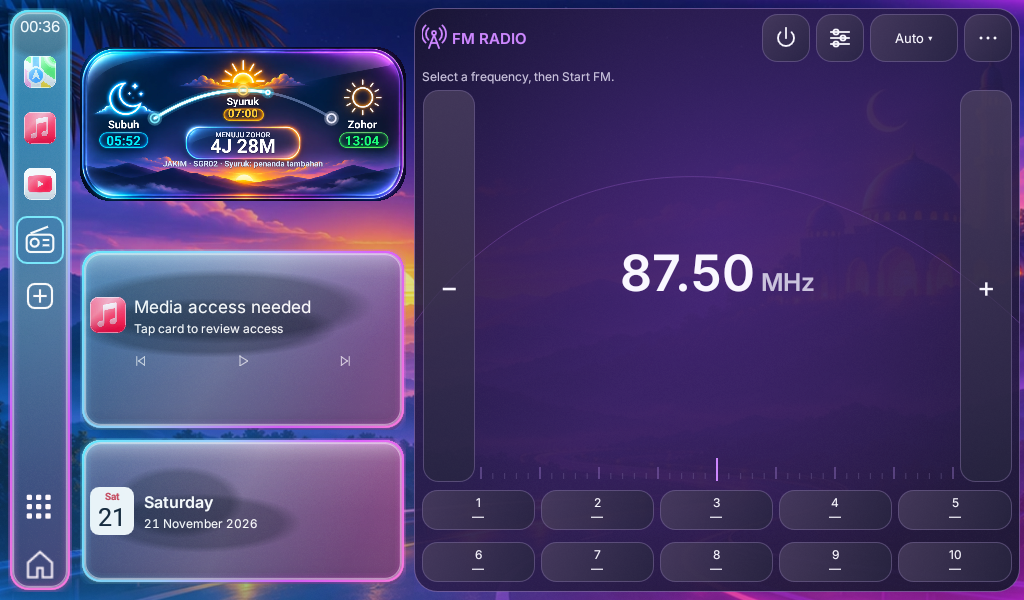 00:36
Subuh
05:52
Syuruk
07:00
Zohor
13:04
MENUJU ZOHOR
4J 28M
JAKIM · SGR02 · Syuruk: penanda tambahan
Media access needed
Tap card to review access
Sat
21
Saturday
21 November 2026
FM RADIO
Auto ▾
Select a frequency, then Start FM.
−
87.50 MHz
+
1
—
2
—
3
—
4
—
5
—
6
—
7
—
8
—
9
—
10
—